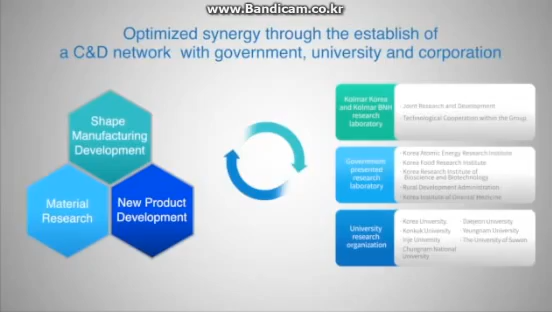 www.Bandicam.co.kr
Optimized synergy through the establish of
a C&D network with government, university and corporation
Shape
Manufacturing
Development
Material
Research
New Product
Development
Kolmar Korea
and Kolmar BNH
research
laboratory
· Joint Research and Development
· Technological Cooperation within the Group
Government
presented
research
laboratory
· Korea Atomic Energy Research Institute
· Korea Food Research Institute
· Korea Research Institute of
Bioscience and Biotechnology
· Rural Development Administration
· Korea Institute of Oriental Medicine
University
research
organization
· Korea University
· Konkuk University
· Inje University
· Chungnam National
University
· Daejeon University
· Yeungnam University
· The University of Suwon